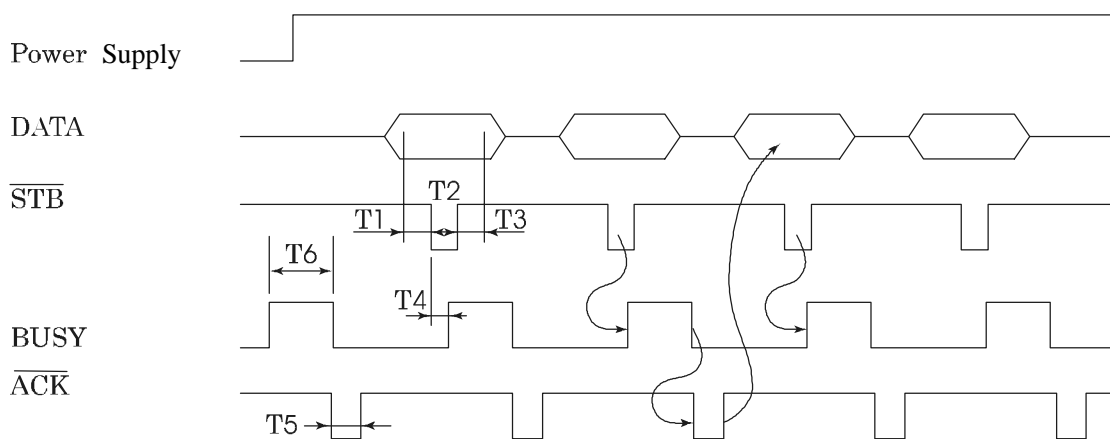 Power Supply
DATA
STB
T2
T1
T3
T6
T4
BUSY
ACK
T5